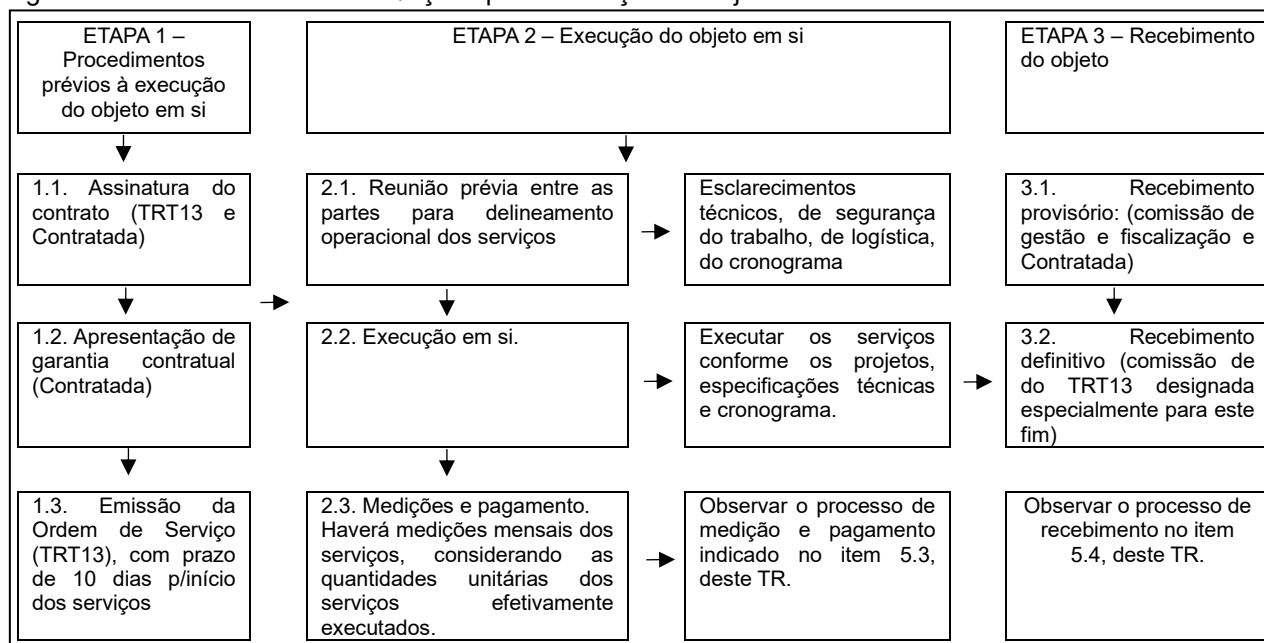 ETAPA 1 –
Procedimentos
prévios à execução
do objeto em si
ETAPA 2 – Execução do objeto em si
ETAPA 3 – Recebimento
do objeto
1.1. Assinatura do
contrato (TRT13 e
Contratada)
2.1. Reunião prévia entre as
partes para delineamento
operacional dos serviços
Esclarecimentos
técnicos, de segurança
do trabalho, de logística,
do cronograma
3.1. Recebimento
provisório: (comissão de
gestão e fiscalização e
Contratada)
1.2. Apresentação de
garantia contratual
(Contratada)
2.2. Execução em si.
Executar os serviços
conforme os projetos,
especificações técnicas
e cronograma.
3.2. Recebimento
definitivo (comissão de
do TRT13 designada
especialmente para este
fim)
1.3. Emissão da
Ordem de Serviço
(TRT13), com prazo
de 10 dias p/início
dos serviços
2.3. Medições e pagamento.
Haverá medições mensais dos
serviços, considerando as
quantidades unitárias dos
serviços efetivamente
executados.
Observar o processo de
medição e pagamento
indicado no item 5.3,
deste TR.
Observar o processo de
recebimento no item
5.4, deste TR.